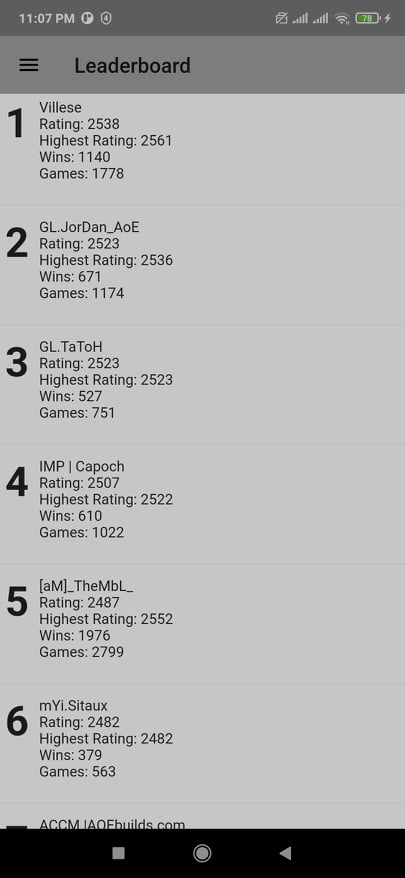 11:07 PM
78
Leaderboard
1
Villese
Rating: 2538
Highest Rating: 2561
Wins: 1140
Games: 1778
2
GL.JorDan_AoE
Rating: 2523
Highest Rating: 2536
Wins: 671
Games: 1174
3
GL.TaToH
Rating: 2523
Highest Rating: 2523
Wins: 527
Games: 751
4
IMP | Capoch
Rating: 2507
Highest Rating: 2522
Wins: 610
Games: 1022
5
[aM]_TheMbL_
Rating: 2487
Highest Rating: 2552
Wins: 1976
Games: 2799
6
mYi.Sitaux
Rating: 2482
Highest Rating: 2482
Wins: 379
Games: 563
ACCM |AOEbuilds.com